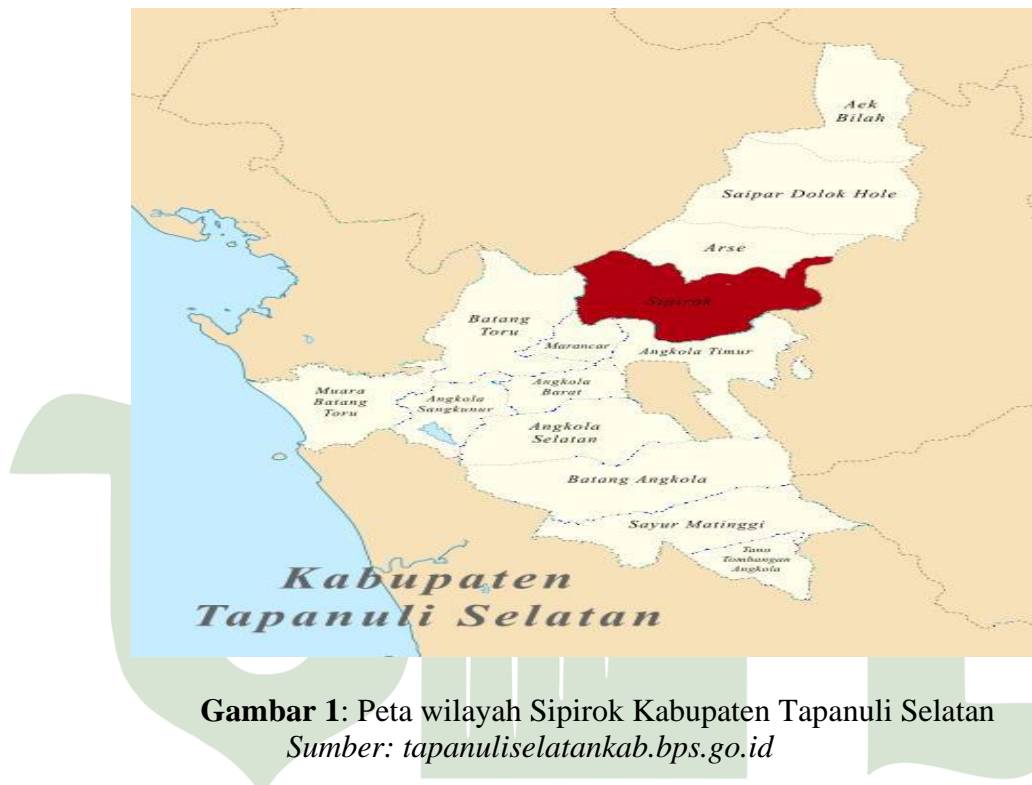 Aek
Bilah
Saipar Dolok Hole
Arse
Sipirok
Batang
Toru
Marancar
Angkola Timur
Muara
Batang
Toru
Angkola
Sangkunur
Angkola
Barat
Angkola
Selatan
Batang Angkola
Sayur Matinggi
Tano
Tombangan
Angkola
Kabupaten
Tapanuli Selatan
Gambar 1: Peta wilayah Sipirok Kabupaten Tapanuli Selatan
Sumber: tapanuliselatankab.bps.go.id